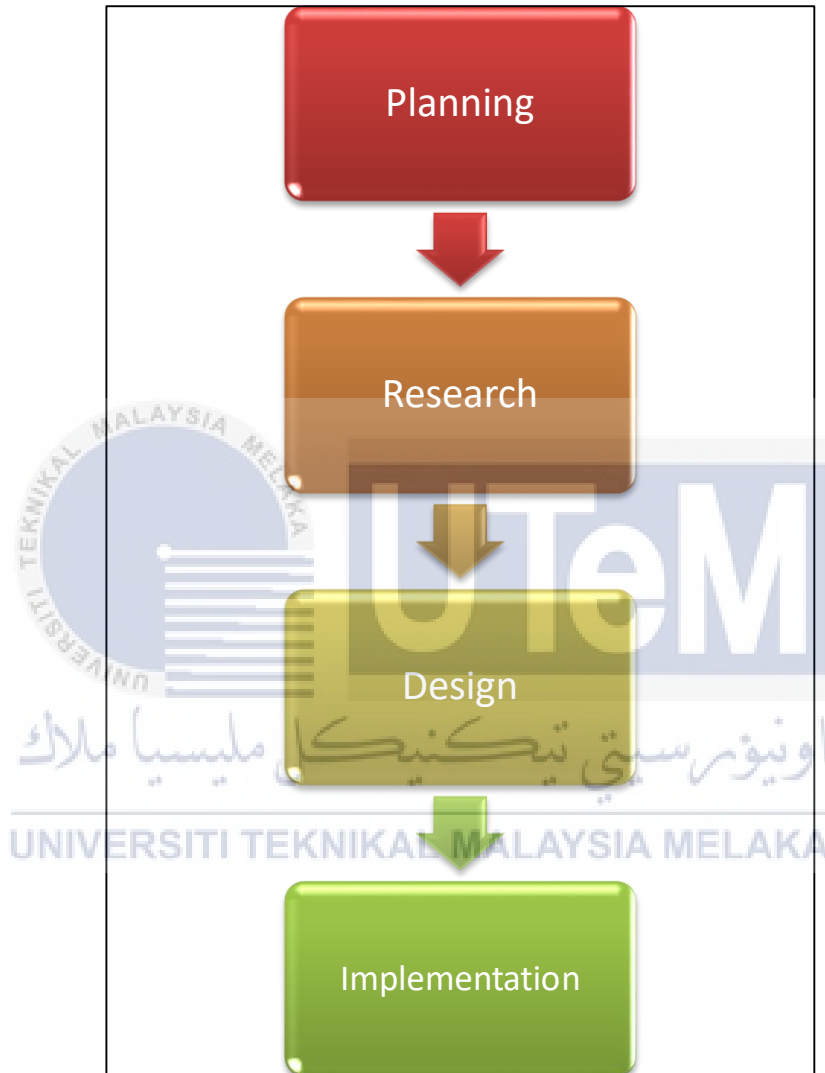 Planning
Research
UNIVERSITI TEKNIKAL MALAYSIA MELAKA
UTeM
Design
اونيۏرسيتي تيكنيكل مليسيا ملاك
UNIVERSITI TEKNIKAL MALAYSIA MELAKA
Implementation